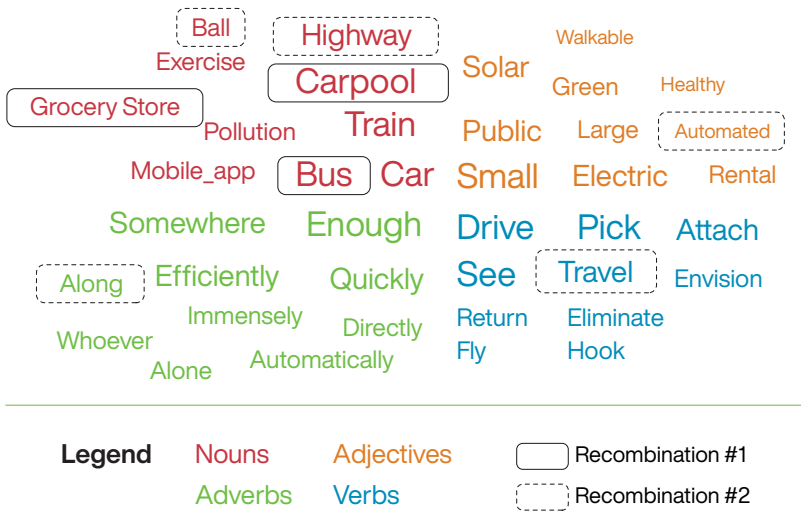 Ball Highway Walkable
Exercise Carpool Solar Green Healthy
Grocery Store
Pollution Train Public Large Automated
Mobile_app Bus Car Small Electric Rental
Somewhere Enough Drive Pick Attach
Along Efficiently Quickly See Travel Envision
Immensely Directly Return Eliminate
Whoever
Alone Automatically Fly Hook
Legend Nouns Adjectives Recombination #1
Adverbs Verbs Recombination #2